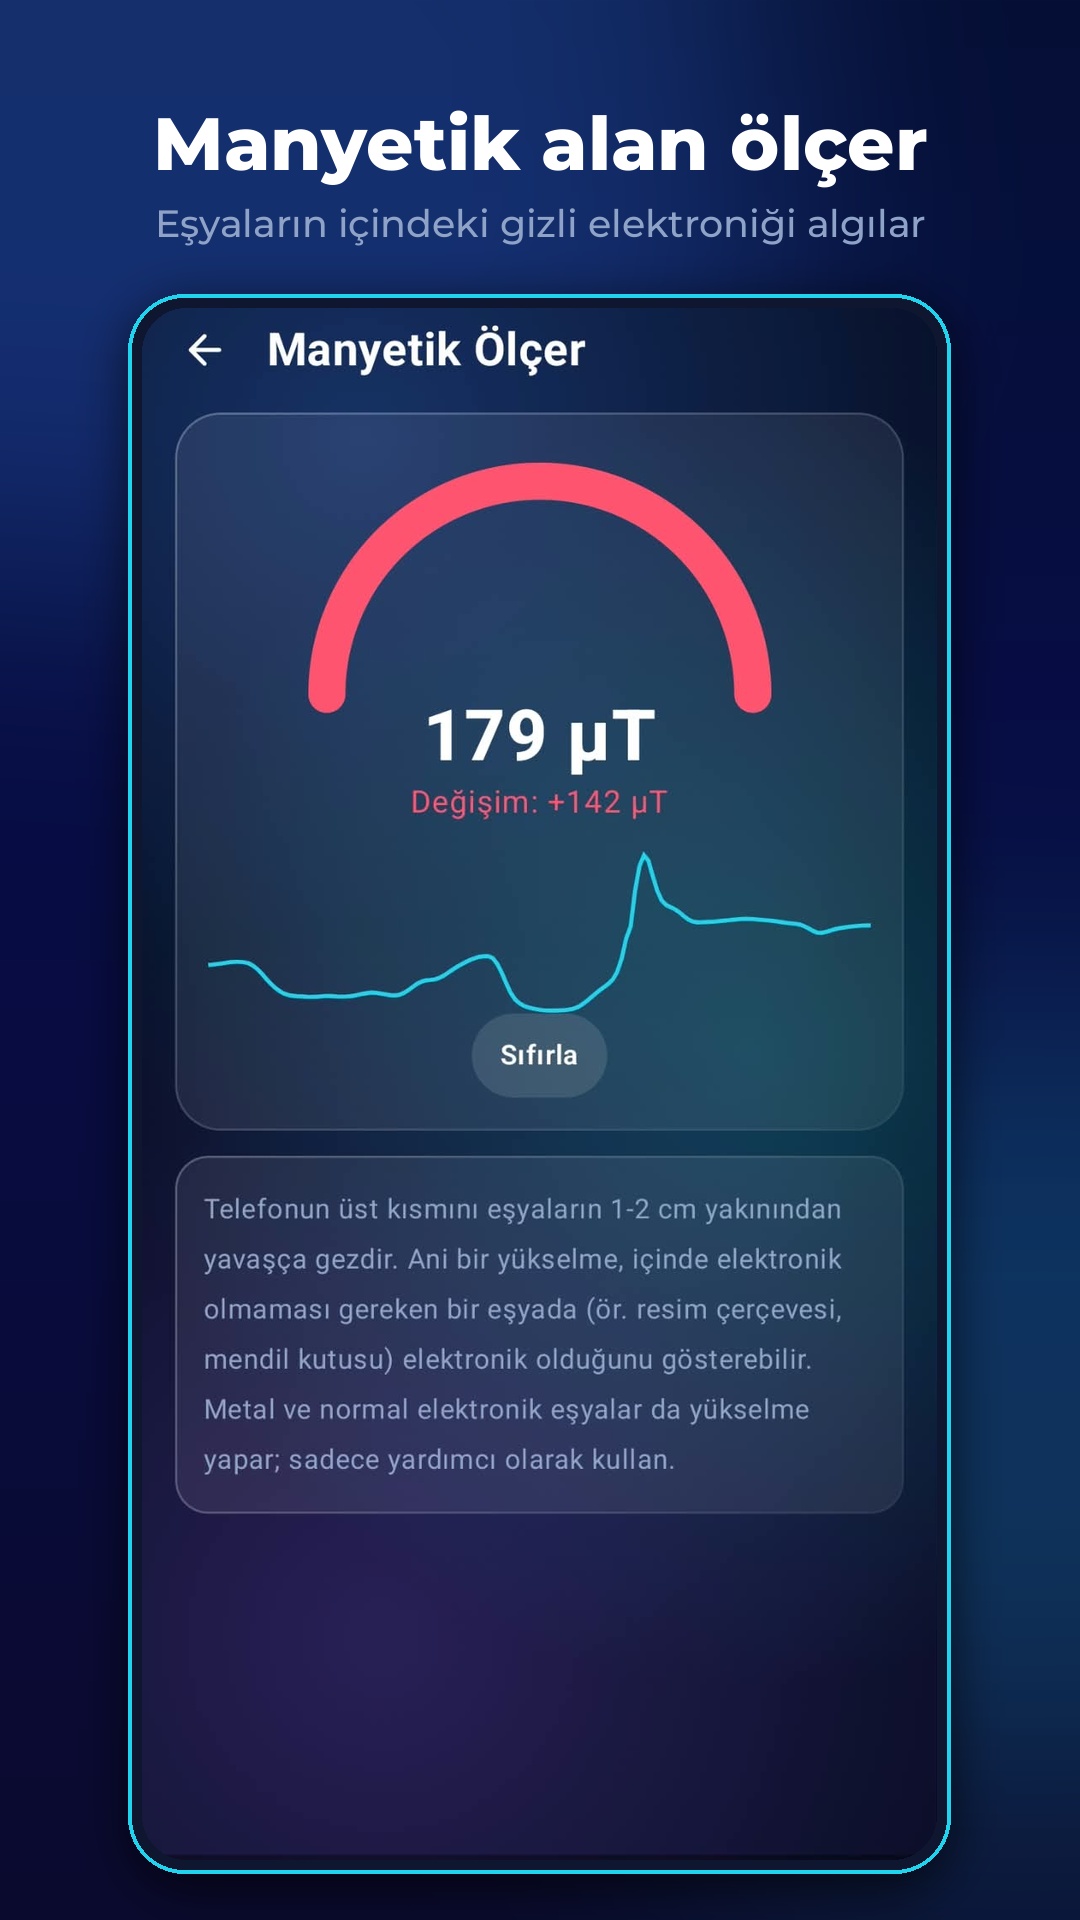 Manyetik alan ölçer
Eşyaların içindeki gizli elektroniği algılar
Manyetik Ölçer
179 µT
Değişim: +142 µT
Sıfırla
Telefonun üst kısmını eşyaların 1-2 cm yakınından
yavaşça gezdir. Ani bir yükselme, içinde elektronik
olmaması gereken bir eşyada (ör. resim çerçevesi,
mendil kutusu) elektronik olduğunu gösterebilir.
Metal ve normal elektronik eşyalar da yükselme
yapar; sadece yardımcı olarak kullan.